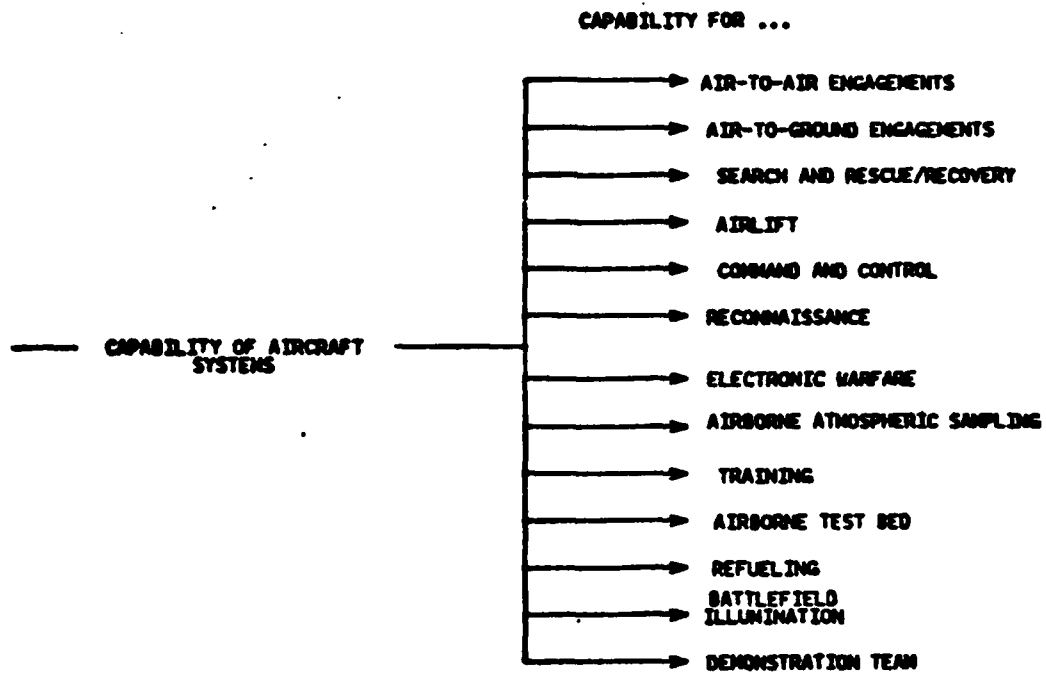 CAPABILITY FOR ...
AIR-TO-AIR ENGAGEMENTS
AIR-TO-GROUND ENGAGEMENTS
SEARCH AND RESCUE/RECOVERY
AIRLIFT
COMMAND AND CONTROL
RECONNAISSANCE
CAPABILITY OF AIRCRAFT
SYSTEMS
ELECTRONIC WARFARE
AIRBORNE ATMOSPHERIC SAMPLING
TRAINING
AIRBORNE TEST BED
REFUELING
BATTLEFIELD
ILLUMINATION
DEMONSTRATION TEAM